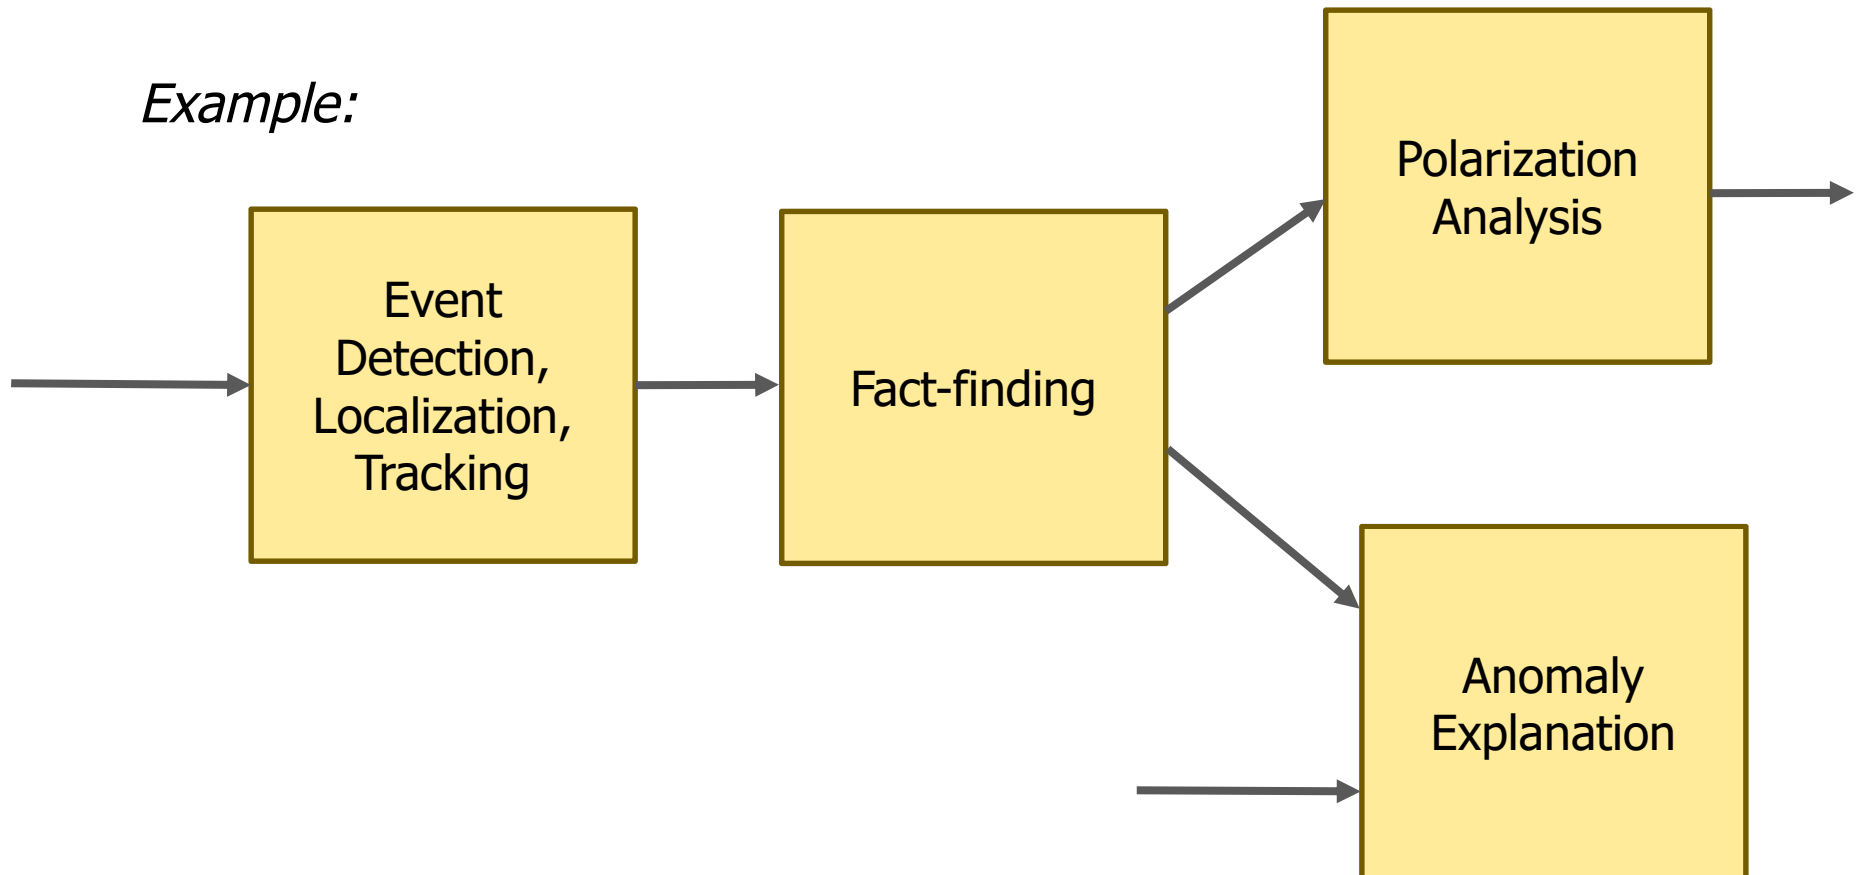 Example:
Event
Detection,
Localization,
Tracking
Fact-finding
Polarization
Analysis
Anomaly
Explanation